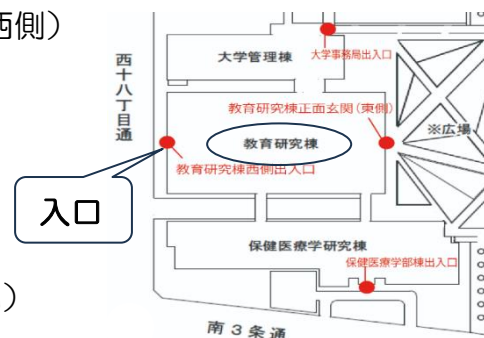 西側）
大学管理棟
大学事務局出入口
西十八丁目通
教育研究棟正面玄関（東側）
教育研究棟
※広場
教育研究棟西側出入口
入口
保健医療学研究棟
保健医療学部棟出入口
）
南３条通